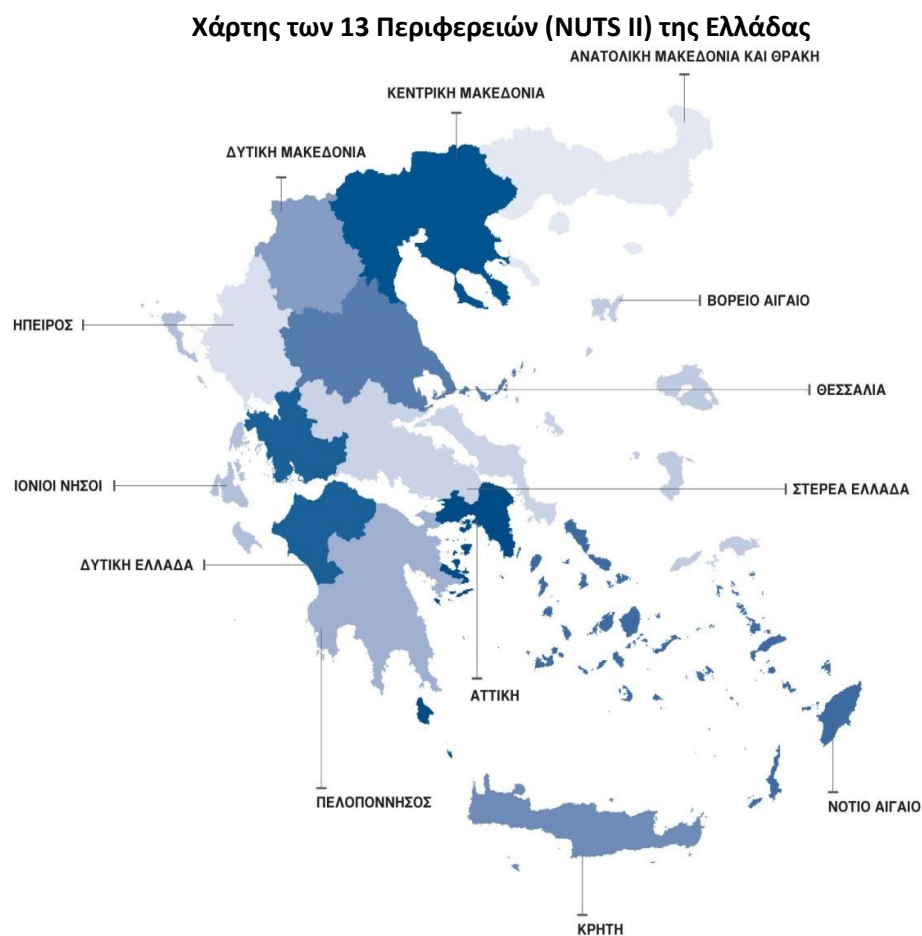 Χάρτης των 13 Περιφερειών (NUTS II) της Ελλάδας
ΑΝΑΤΟΛΙΚΗ ΜΑΚΕΔΟΝΙΑ ΚΑΙ ΘΡΑΚΗ
ΚΕΝΤΡΙΚΗ ΜΑΚΕΔΟΝΙΑ
ΔΥΤΙΚΗ ΜΑΚΕΔΟΝΙΑ
ΒΟΡΕΙΟ ΑΙΓΑΙΟ
ΗΠΕΙΡΟΣ
ΘΕΣΣΑΛΙΑ
ΙΟΝΙΟΙ ΝΗΣΟΙ
ΣΤΕΡΕΑ ΕΛΛΑΔΑ
ΔΥΤΙΚΗ ΕΛΛΑΔΑ
ΑΤΤΙΚΗ
ΠΕΛΟΠΟΝΝΗΣΟΣ
ΝΟΤΙΟ ΑΙΓΑΙΟ
ΚΡΗΤΗ